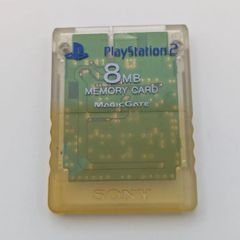 PlayStation 2
8MB
MEMORY CARD
MAGICGATE
SONY